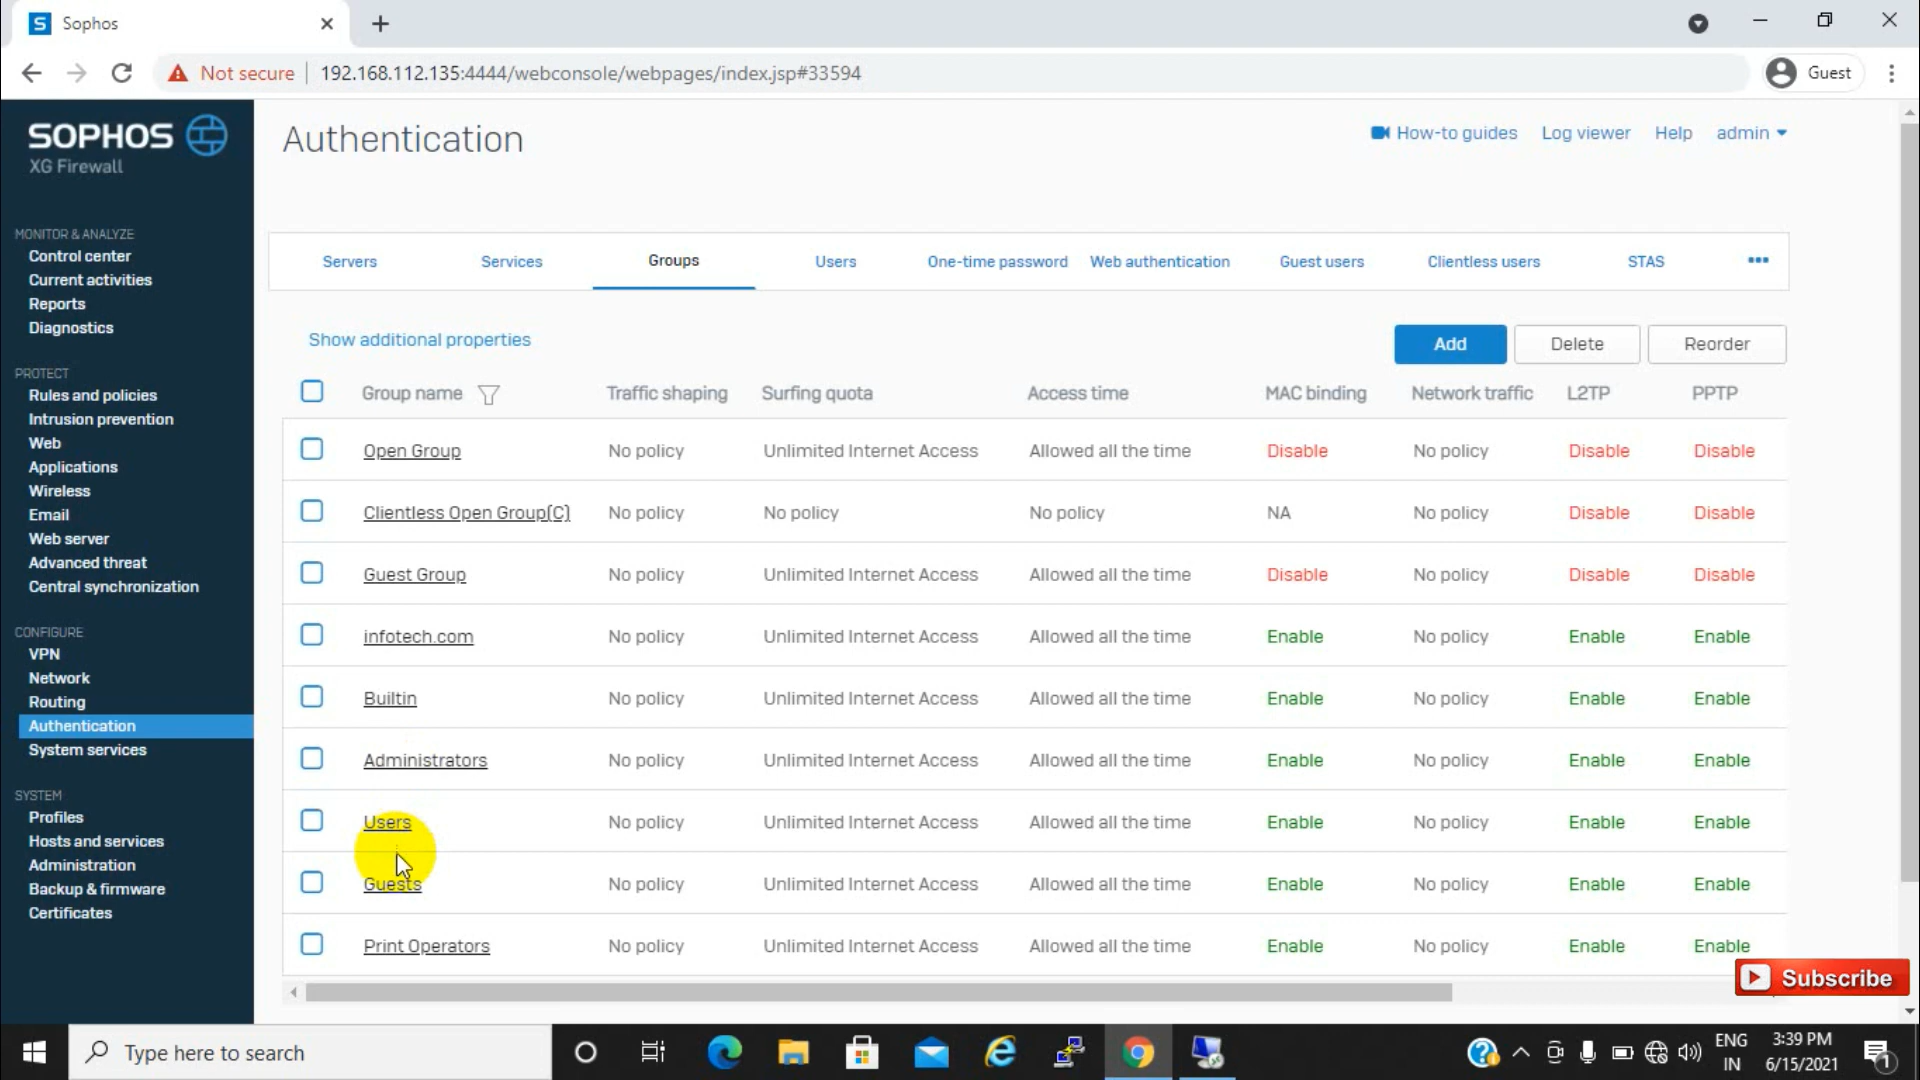 Sophos
Not secure 192.168.112.135:4444/webconsole/webpages/index.jsp#33594 Guest
SOPHOS
XG Firewall
Authentication
How-to guides Log viewer Help admin
MONITOR & ANALYZE
Control center
Current activities
Reports
Diagnostics
PROTECT
Rules and policies
Intrusion prevention
Web
Applications
Wireless
Email
Web server
Advanced threat
Central synchronization
CONFIGURE
VPN
Network
Routing
Authentication
System services
SYSTEM
Profiles
Hosts and services
Administration
Backup & firmware
Certificates
Servers Services Groups Users One-time password Web authentication Guest users Clientless users STAS
Show additional properties Add Delete Reorder
Group name Traffic shaping Surfing quota Access time MAC binding Network traffic L2TP PPTP
Open Group No policy Unlimited Internet Access Allowed all the time Disable No policy Disable Disable
Clientless Open Group(C) No policy No policy No policy NA No policy Disable Disable
Guest Group No policy Unlimited Internet Access Allowed all the time Disable No policy Disable Disable
infotech.com No policy Unlimited Internet Access Allowed all the time Enable No policy Enable Enable
Builtin No policy Unlimited Internet Access Allowed all the time Enable No policy Enable Enable
Administrators No policy Unlimited Internet Access Allowed all the time Enable No policy Enable Enable
Users No policy Unlimited Internet Access Allowed all the time Enable No policy Enable Enable
Guests No policy Unlimited Internet Access Allowed all the time Enable No policy Enable Enable
Print Operators No policy Unlimited Internet Access Allowed all the time Enable No policy Enable Enable
Subscribe
Type here to search
ENG
IN
3:39 PM
6/15/2021
1